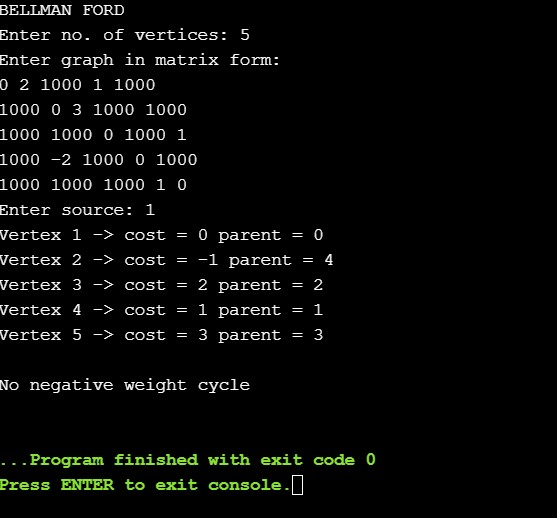 BELLMAN FORD
Enter no. of vertices: 5
Enter graph in matrix form:
0 2 1000 1 1000
1000 0 3 1000 1000
1000 1000 0 1000 1
1000 -2 1000 0 1000
1000 1000 1000 1 0
Enter source: 1
Vertex 1 -> cost = 0 parent = 0
Vertex 2 -> cost = -1 parent = 4
Vertex 3 -> cost = 2 parent = 2
Vertex 4 -> cost = 1 parent = 1
Vertex 5 -> cost = 3 parent = 3
No negative weight cycle
...Program finished with exit code 0
Press ENTER to exit console.